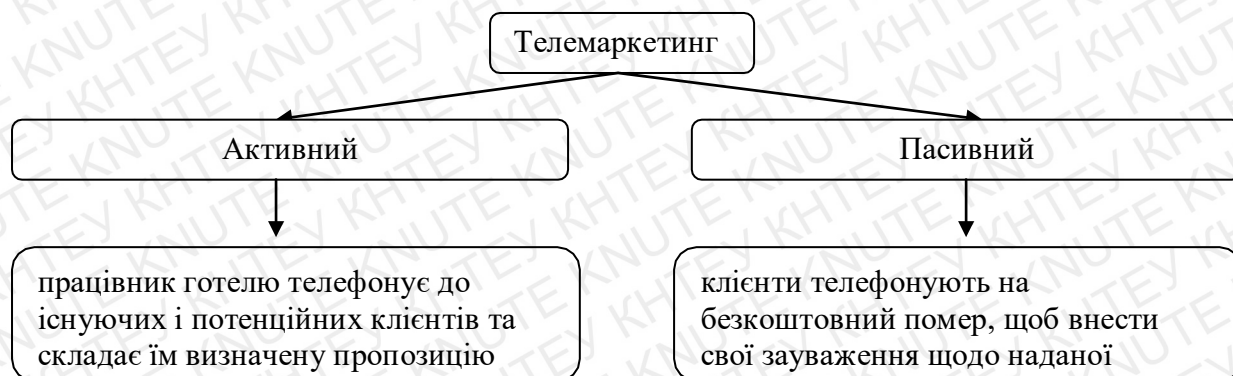 Телемаркетинг
Активний
Пасивний
працівник готелю телефонує до
існуючих і потенційних клієнтів та
складає їм визначену пропозицію
клієнти телефонують на
безкоштовний помер, щоб внести
свої зауваження щодо наданої